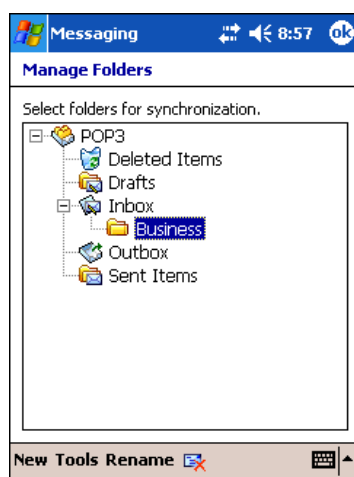 Messaging 8:57 ok
Manage Folders
Select folders for synchronization.
POP3
Deleted Items
Drafts
Inbox
Business
Outbox
Sent Items
New Tools Rename